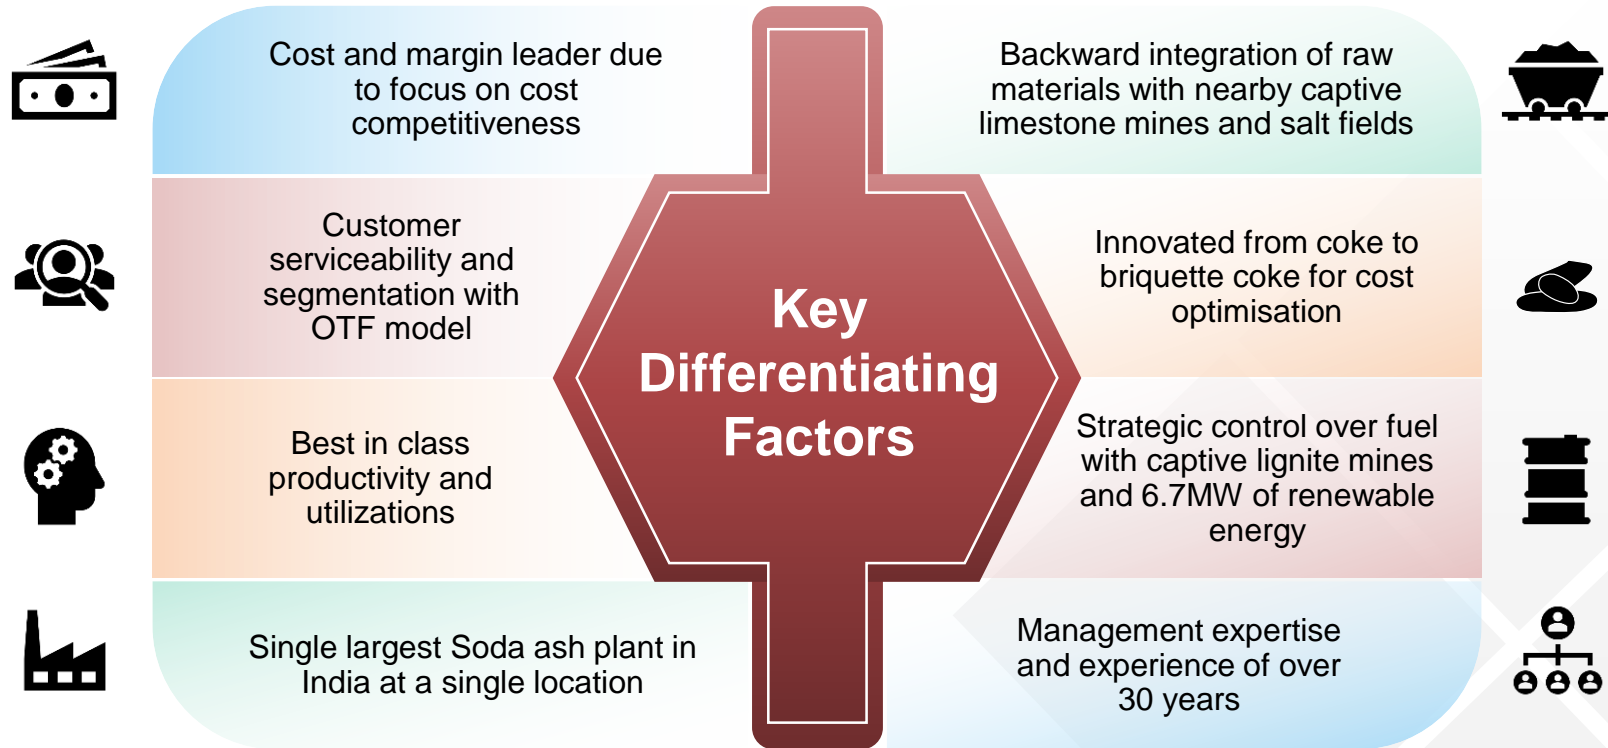 Cost and margin leader due
to focus on cost
competitiveness
Customer
serviceability and
segmentation with
OTF model
Best in class
productivity and
utilizations
Single largest Soda ash plant in
India at a single location
Key
Differentiating
Factors
Backward integration of raw
materials with nearby captive
limestone mines and salt fields
Innovated from coke to
briquette coke for cost
optimisation
Strategic control over fuel
with captive lignite mines
and 6.7MW of renewable
energy
Management expertise
and experience of over
30 years